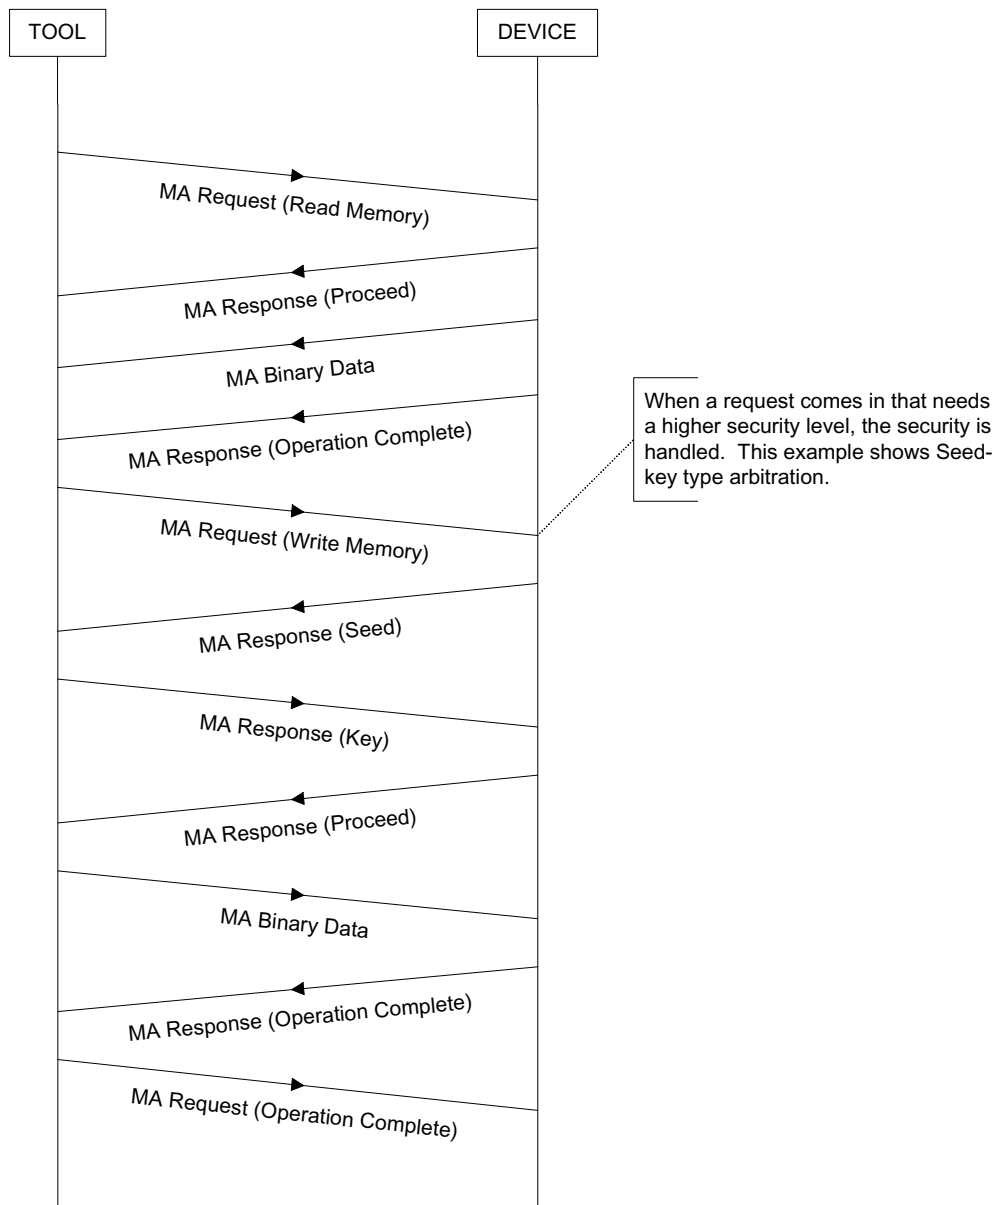 TOOL
DEVICE
MA Request (Read Memory)
MA Response (Proceed)
MA Binary Data
MA Response (Operation Complete)
When a request comes in that needs
a higher security level, the security is
handled.  This example shows Seed-
key type arbitration.
MA Request (Write Memory)
MA Response (Seed)
MA Response (Key)
MA Response (Proceed)
MA Binary Data
MA Response (Operation Complete)
MA Request (Operation Complete)